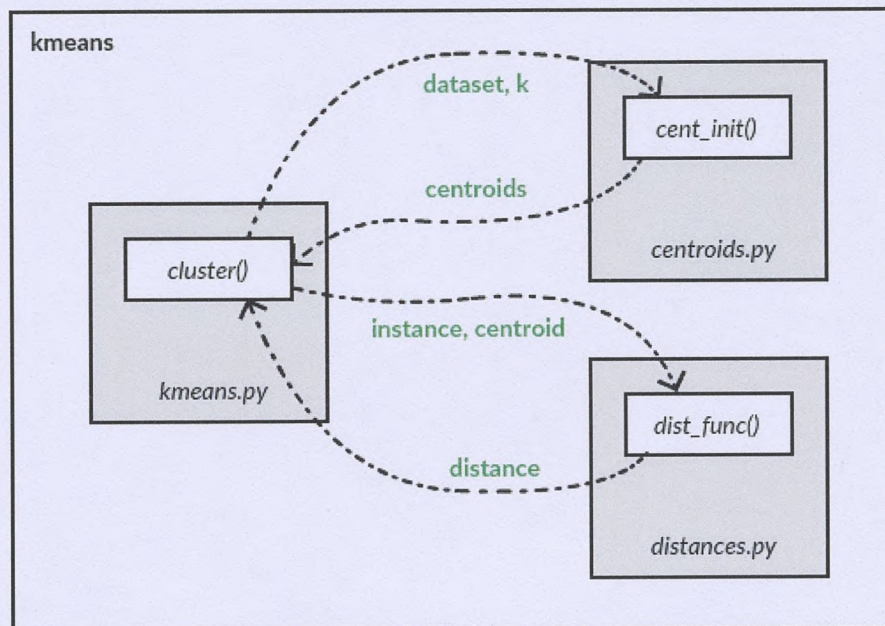 kmeans
dataset, k
cent_init()
centroids
centroids.py
cluster()
instance, centroid
kmeans.py
dist_func()
distance
distances.py